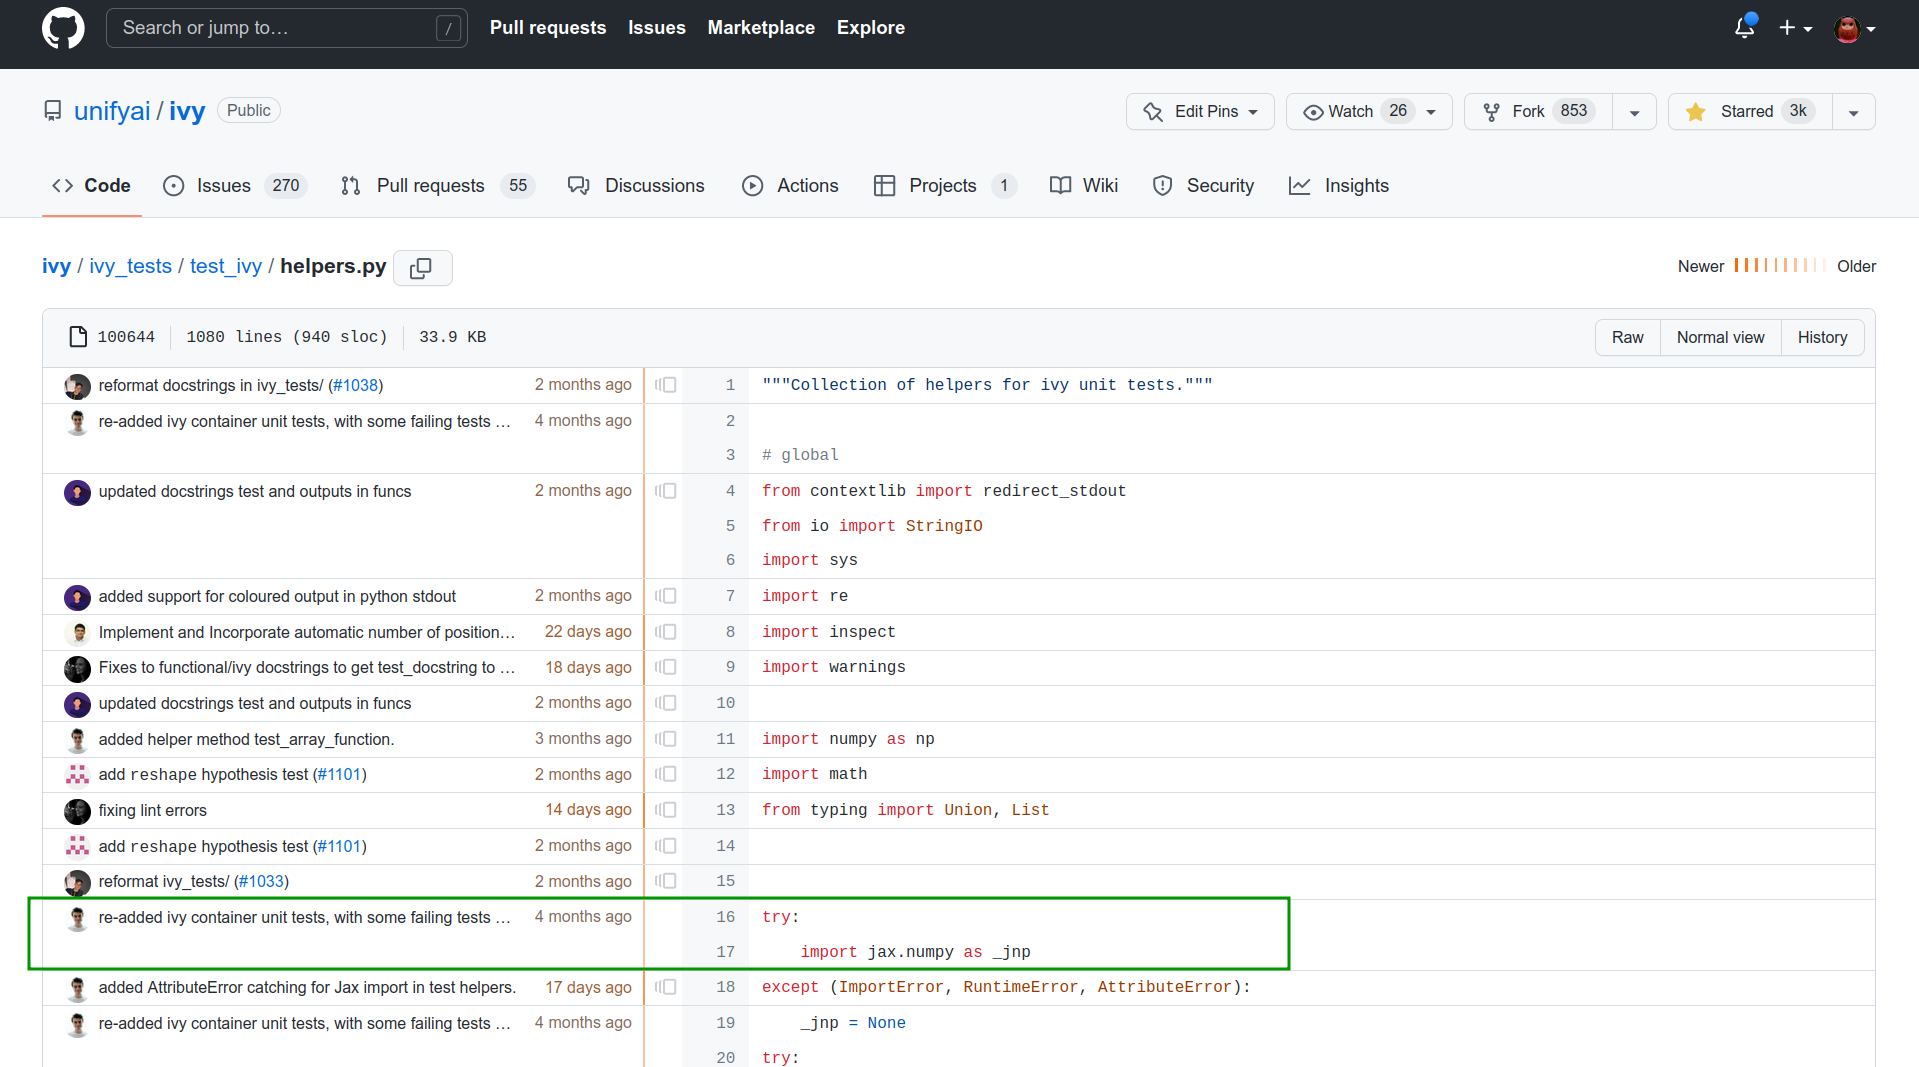 Search or jump to… /
Pull requests Issues Marketplace Explore
unifyai / ivy Public
Edit Pins Watch 26 Fork 853 Starred 3k
Code Issues 270 Pull requests 55 Discussions Actions Projects 1 Wiki Security Insights
ivy / ivy_tests / test_ivy / helpers.py
Newer Older
100644 1080 lines (940 sloc) 33.9 KB
Raw Normal view History
reformat docstrings in ivy_tests/ (#1038) 2 months ago 1 """Collection of helpers for ivy unit tests."""
re-added ivy container unit tests, with some failing tests … 4 months ago 2
3 # global
updated docstrings test and outputs in funcs 2 months ago 4 from contextlib import redirect_stdout
5 from io import StringIO
6 import sys
added support for coloured output in python stdout 2 months ago 7 import re
Implement and Incorporate automatic number of position… 22 days ago 8 import inspect
Fixes to functional/ivy docstrings to get test_docstring to … 18 days ago 9 import warnings
updated docstrings test and outputs in funcs 2 months ago 10
added helper method test_array_function. 3 months ago 11 import numpy as np
add reshape hypothesis test (#1101) 2 months ago 12 import math
fixing lint errors 14 days ago 13 from typing import Union, List
add reshape hypothesis test (#1101) 2 months ago 14
reformat ivy_tests/ (#1033) 2 months ago 15
re-added ivy container unit tests, with some failing tests … 4 months ago 16 try:
17 import jax.numpy as _jnp
added AttributeError catching for Jax import in test helpers. 17 days ago 18 except (ImportError, RuntimeError, AttributeError):
re-added ivy container unit tests, with some failing tests … 4 months ago 19 _jnp = None
20 try: